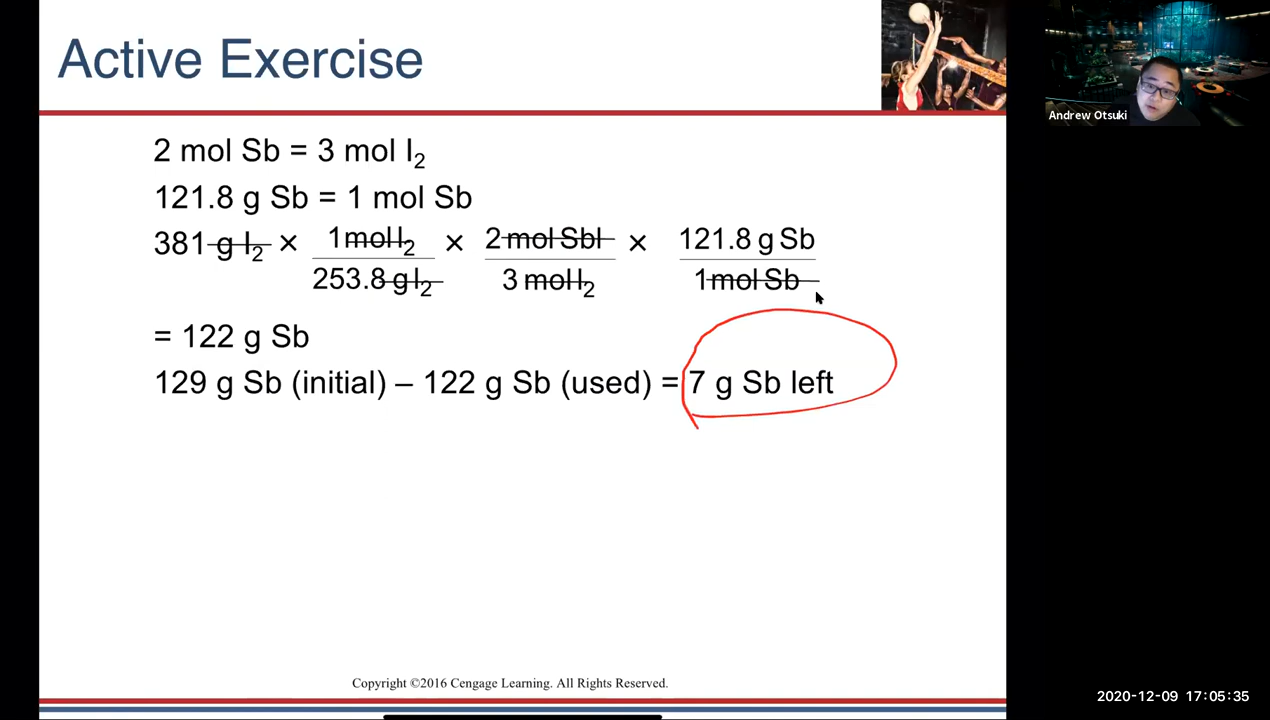 Active Exercise
Andrew Otsuki
2 mol Sb = 3 mol I₂
121.8 g Sb = 1 mol Sb
381 g I₂ × 1 mol I₂ / 253.8 g I₂ × 2 mol SbI / 3 mol I₂ × 121.8 g Sb / 1 mol Sb
= 122 g Sb
129 g Sb (initial) – 122 g Sb (used) = 7 g Sb left
Copyright ©2016 Cengage Learning. All Rights Reserved.
2020-12-09 17:05:35